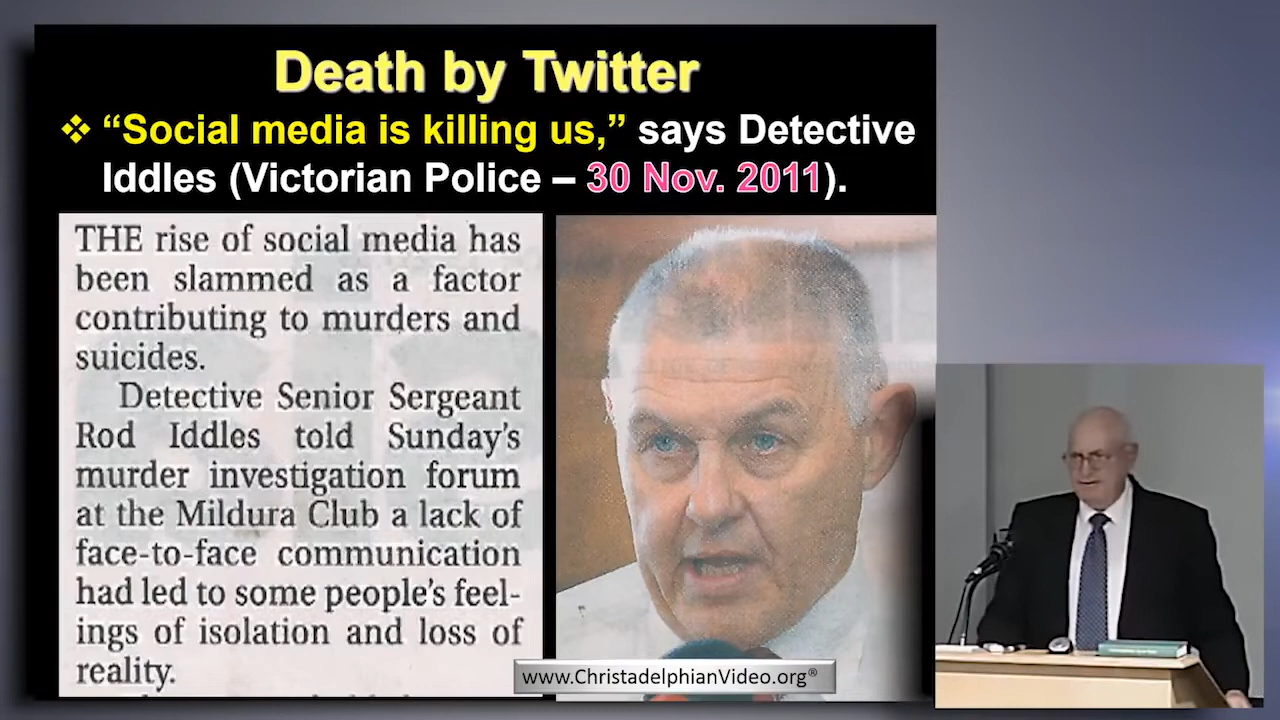 Death by Twitter
❖ “Social media is killing us,” says Detective
Iddles (Victorian Police – 30 Nov. 2011).
THE rise of social media has
been slammed as a factor
contributing to murders and
suicides.
Detective Senior Sergeant
Rod Iddles told Sunday’s
murder investigation forum
at the Mildura Club a lack of
face-to-face communication
had led to some people’s feel-
ings of isolation and loss of
reality.
www.ChristadelphianVideo.org®